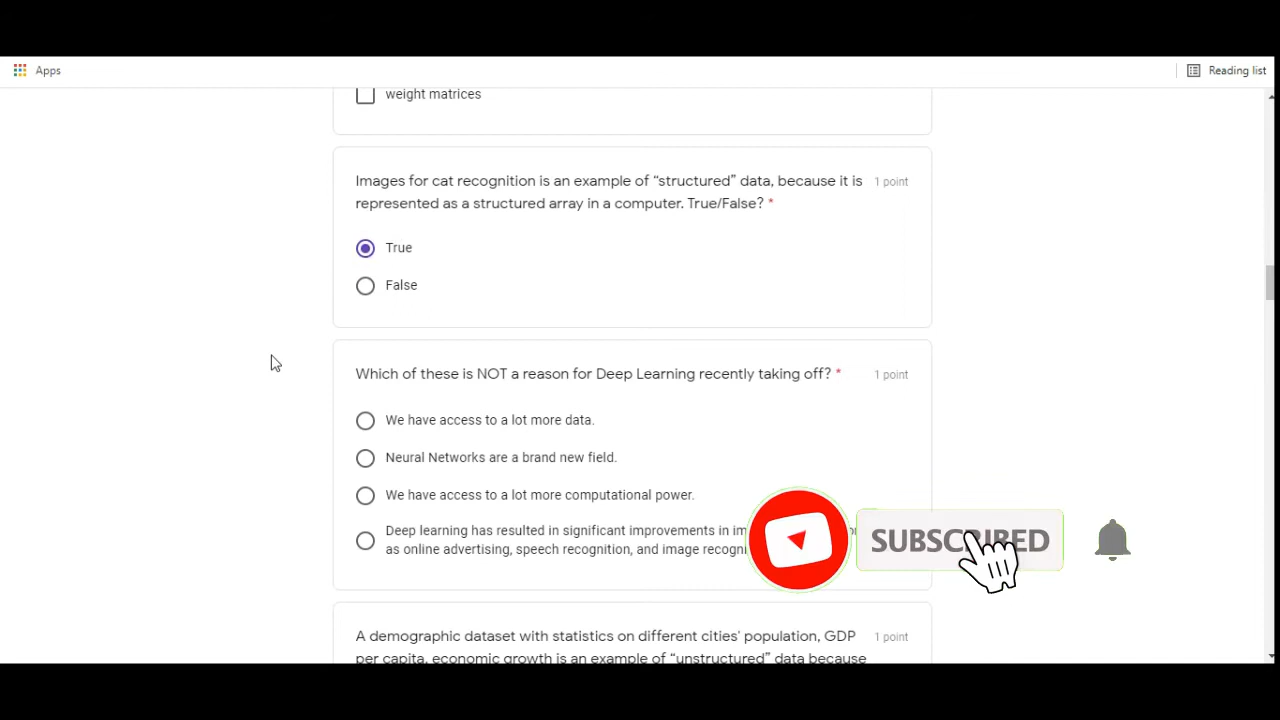 Apps
Reading list
weight matrices
Images for cat recognition is an example of “structured” data, because it is 1 point
represented as a structured array in a computer. True/False? *
True
False
Which of these is NOT a reason for Deep Learning recently taking off? * 1 point
We have access to a lot more data.
Neural Networks are a brand new field.
We have access to a lot more computational power.
Deep learning has resulted in significant improvements in
as online advertising, speech recognition, and image
SUBSCRIBED
A demographic dataset with statistics on different cities' population, GDP 1 point
per capita, economic growth is an example of “unstructured” data because